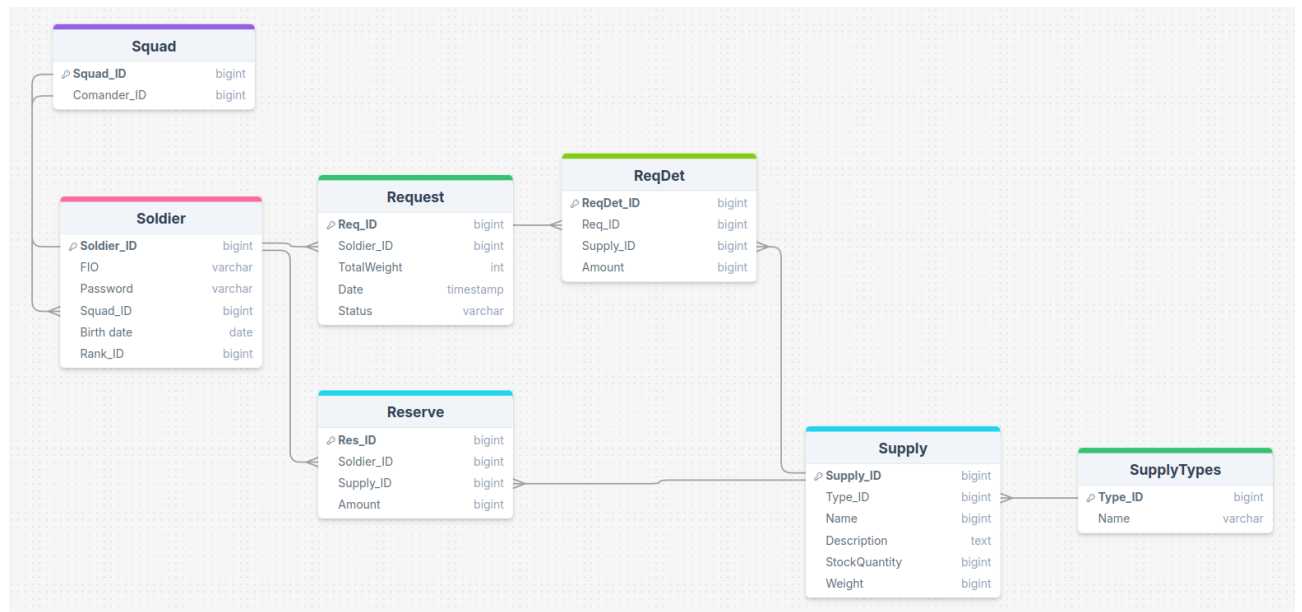 Squad
Squad_ID bigint
Comander_ID bigint
Soldier
Soldier_ID bigint
FIO varchar
Password varchar
Squad_ID bigint
Birth date date
Rank_ID bigint
Request
Req_ID bigint
Soldier_ID bigint
TotalWeight int
Date timestamp
Status varchar
ReqDet
ReqDet_ID bigint
Req_ID bigint
Supply_ID bigint
Amount bigint
Reserve
Res_ID bigint
Soldier_ID bigint
Supply_ID bigint
Amount bigint
Supply
Supply_ID bigint
Type_ID bigint
Name bigint
Description text
StockQuantity bigint
Weight bigint
SupplyTypes
Type_ID bigint
Name varchar